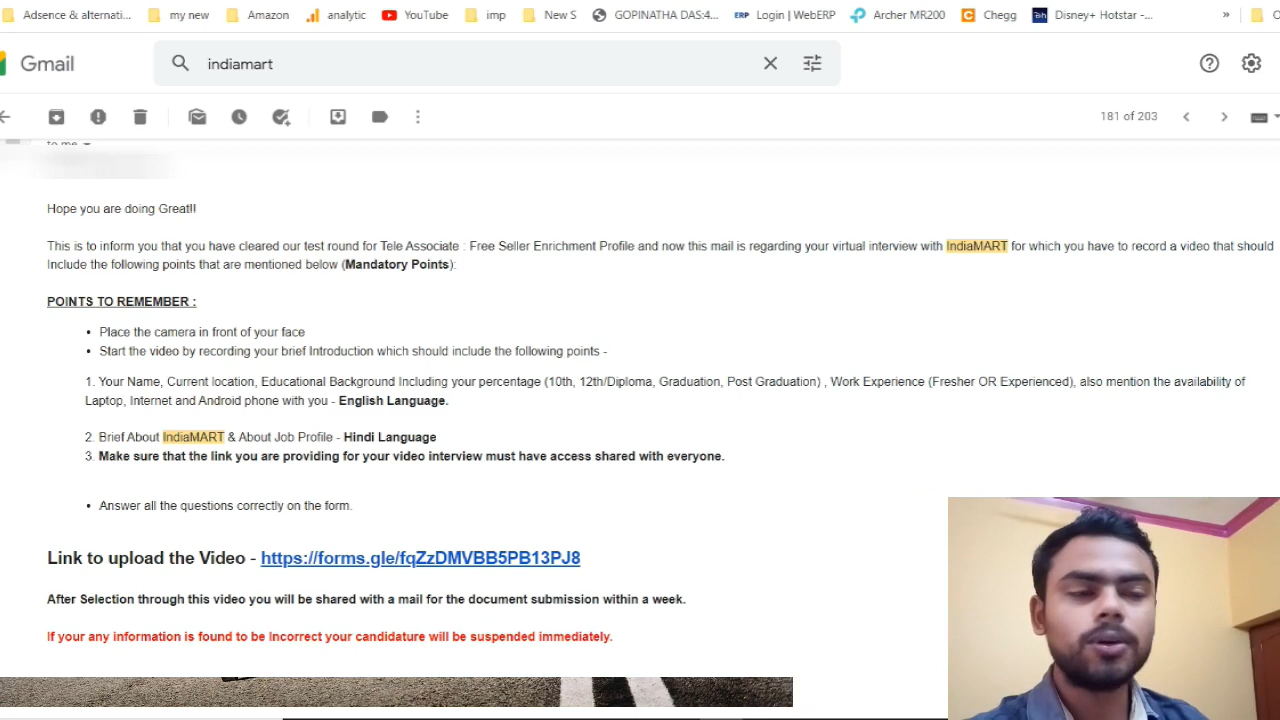 Adsence & alternati... my new Amazon analytic YouTube imp New S GOPINATHA DAS:4... ERP Login | WebERP Archer MR200 Chegg Disney+ Hotstar -... »
Gmail indiamart
181 of 203
to me
Hope you are doing Great!!
This is to inform you that you have cleared our test round for Tele Associate : Free Seller Enrichment Profile and now this mail is regarding your virtual interview with IndiaMART for which you have to record a video that should
Include the following points that are mentioned below (Mandatory Points):
POINTS TO REMEMBER :
• Place the camera in front of your face
• Start the video by recording your brief Introduction which should include the following points -
1. Your Name, Current location, Educational Background Including your percentage (10th, 12th/Diploma, Graduation, Post Graduation) , Work Experience (Fresher OR Experienced), also mention the availability of
Laptop, Internet and Android phone with you - English Language.
2. Brief About IndiaMART & About Job Profile - Hindi Language
3. Make sure that the link you are providing for your video interview must have access shared with everyone.
• Answer all the questions correctly on the form.
Link to upload the Video - https://forms.gle/fqZzDMVBB5PB13PJ8
After Selection through this video you will be shared with a mail for the document submission within a week.
If your any information is found to be Incorrect your candidature will be suspended immediately.